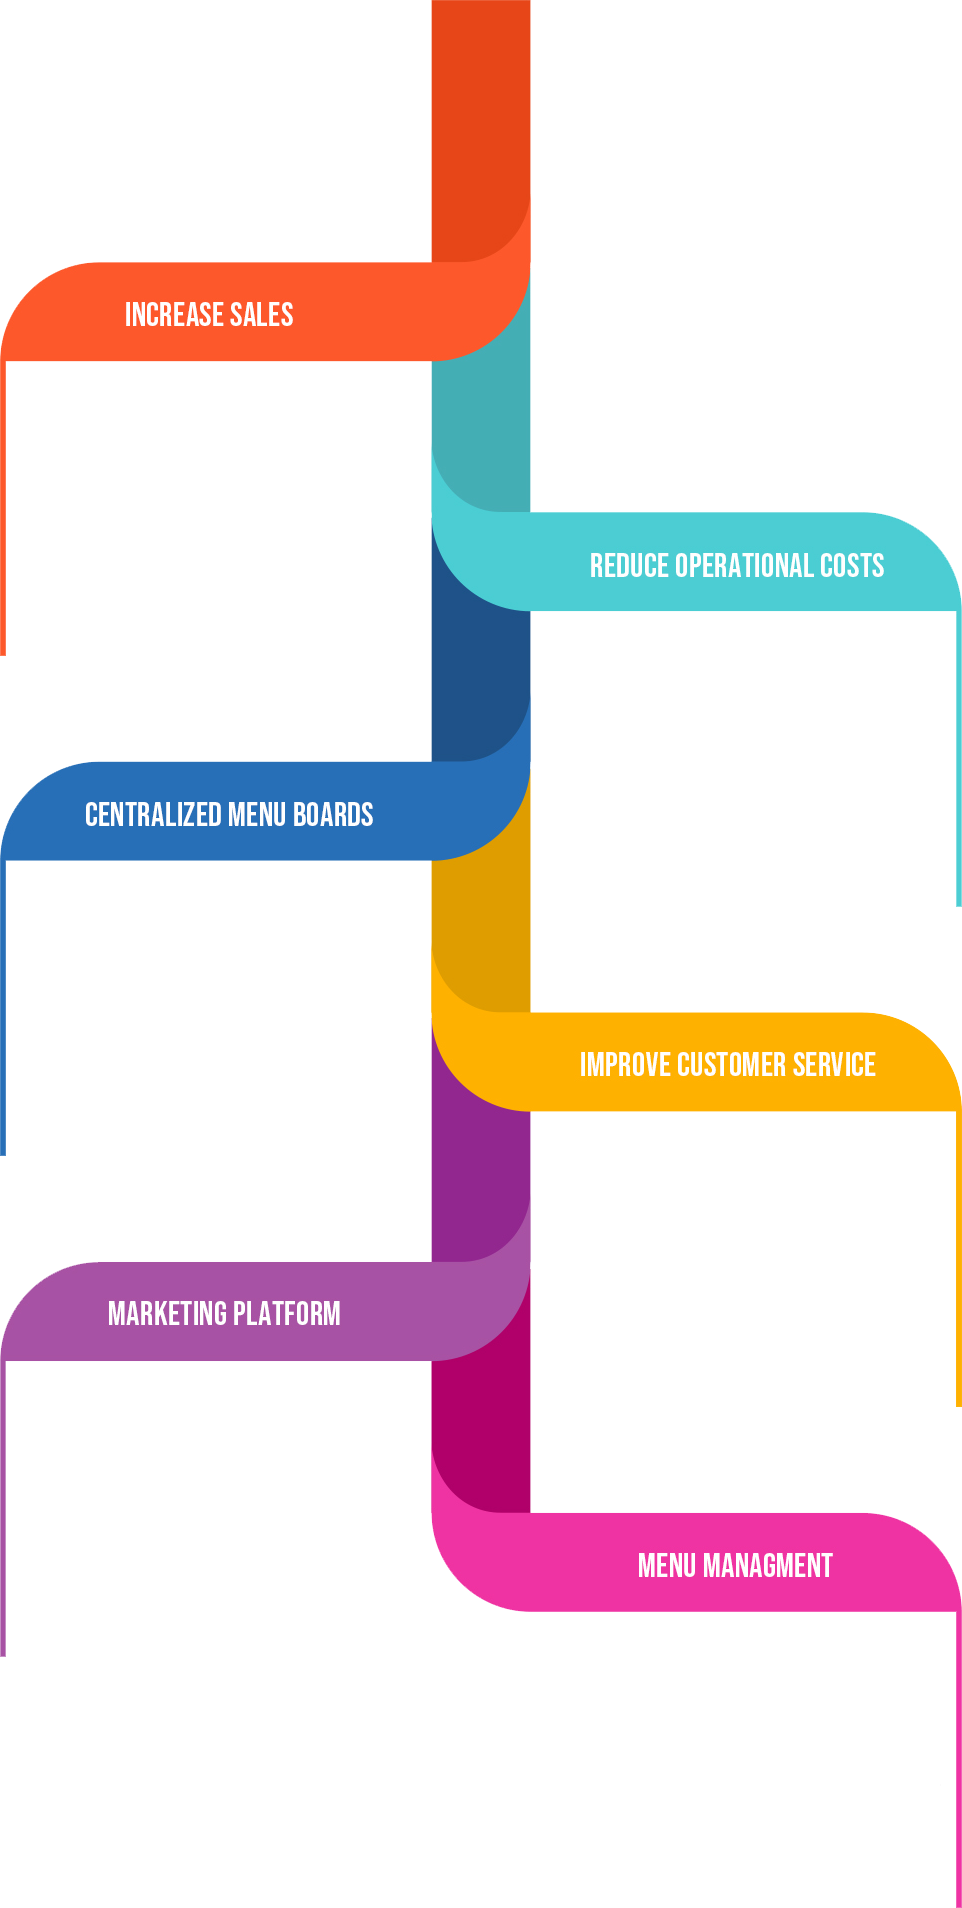 INCREASE SALES
REDUCE OPERATIONAL COSTS
CENTRALIZED MENU BOARDS
IMPROVE CUSTOMER SERVICE
MARKETING PLATFORM
MENU MANAGMENT